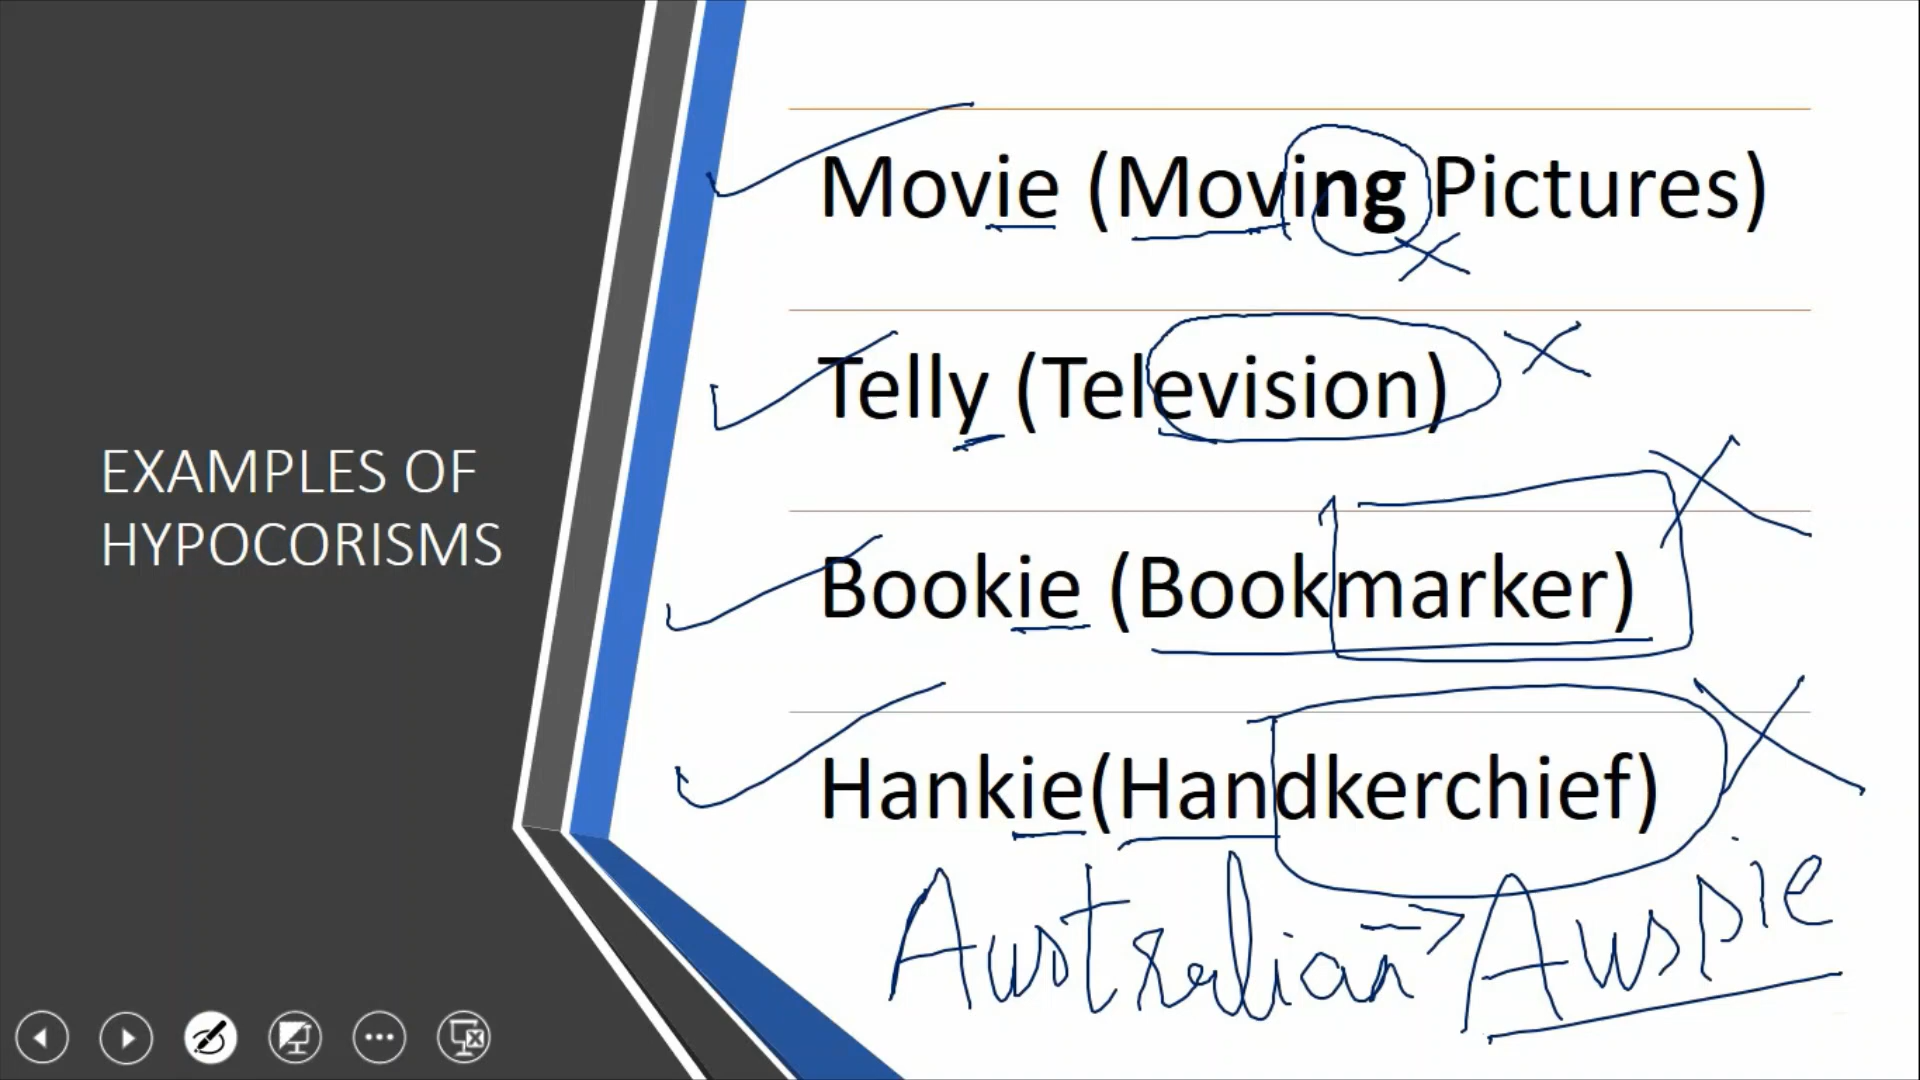 EXAMPLES OF
HYPOCORISMS
Movie (Moving Pictures)
Telly (Television)
Bookie (Bookmarker)
Hankie(Handkerchief)
Australian → Auspie